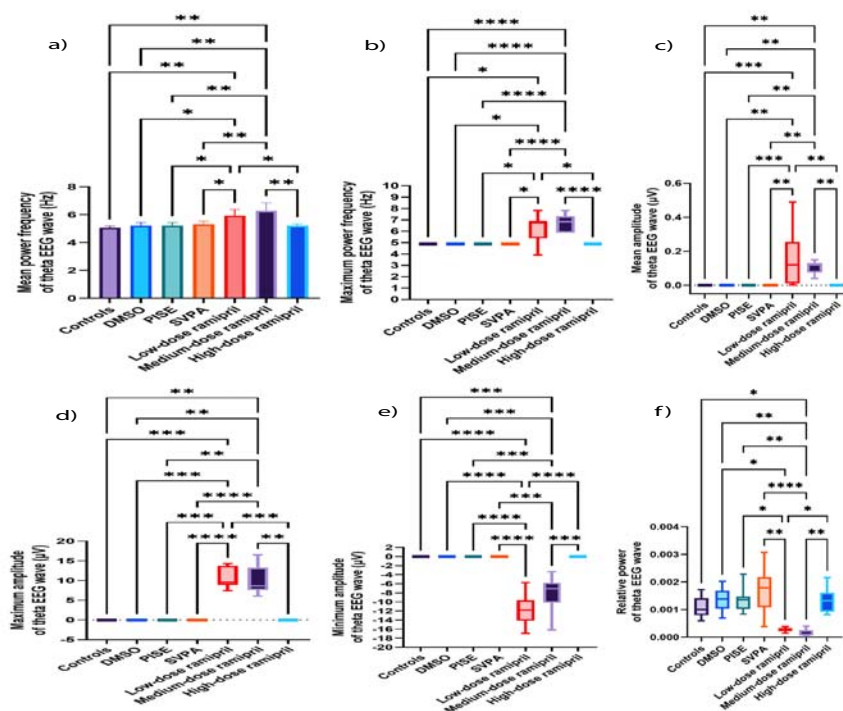 a)
**
**
**
**
*
**
*
*
*
**
Mean power frequency
of theta EEG wave (Hz)
8
6
4
2
0
Controls
DMSO
PISE
SVPA
Low-dose ramipril
Medium-dose ramipril
High-dose ramipril
b)
****
****
*
****
*
****
*
*
*
****
Maximum power frequency
of theta EEG wave (Hz)
10
9
8
7
6
5
4
3
2
1
0
Controls
DMSO
PISE
SVPA
Low-dose ramipril
Medium-dose ramipril
High-dose ramipril
c)
**
**
***
**
**
**
***
**
**
**
Mean amplitude
of theta EEG wave (µV)
0.6
0.4
0.2
0.0
Controls
DMSO
PISE
SVPA
Low-dose ramipril
Medium-dose ramipril
High-dose ramipril
d)
**
**
***
**
***
****
***
***
****
**
Maximum amplitude
of theta EEG wave (µV)
20
15
10
5
0
-5
Controls
DMSO
PISE
SVPA
Low-dose ramipril
Medium-dose ramipril
High-dose ramipril
e)
***
***
****
***
****
****
***
****
****
***
Minimum amplitude
of theta EEG wave (µV)
2
0
-2
-4
-6
-8
-10
-12
-14
-16
-18
-20
Controls
DMSO
PISE
SVPA
Low-dose ramipril
Medium-dose ramipril
High-dose ramipril
f)
*
**
**
*
****
*
*
**
**
Relative power
of theta EEG wave
0.004
0.003
0.002
0.001
0.000
Controls
DMSO
PISE
SVPA
Low-dose ramipril
Medium-dose ramipril
High-dose ramipril